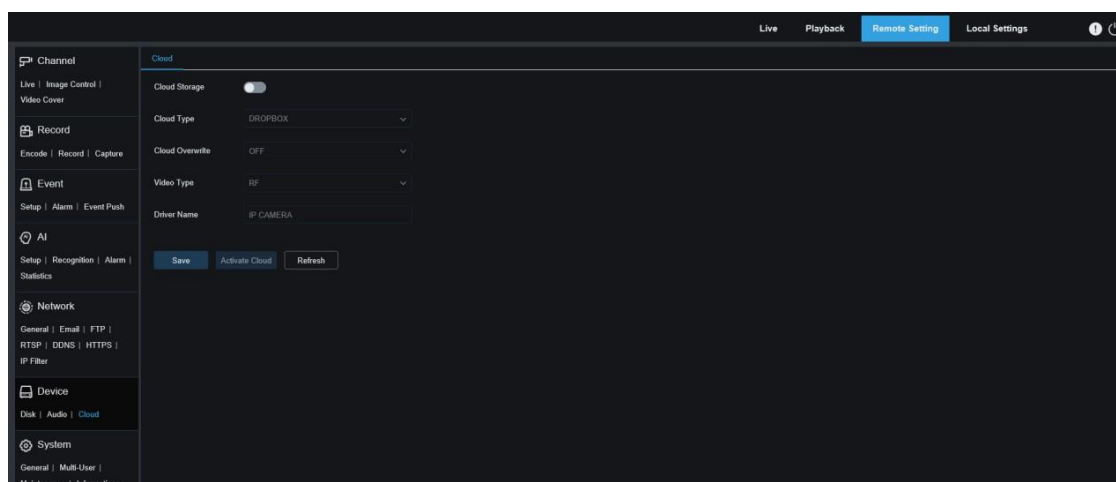 Live Playback Remote Setting Local Settings
Channel
Live | Image Control |
Video Cover
Record
Encode | Record | Capture
Event
Setup | Alarm | Event Push
AI
Setup | Recognition | Alarm |
Statistics
Network
General | Email | FTP |
RTSP | DDNS | HTTPS |
IP Filter
Device
Disk | Audio | Cloud
System
General | Multi-User |
Cloud
Cloud Storage
Cloud Type DROPBOX
Cloud Overwrite OFF
Video Type RF
Driver Name IP CAMERA
Save Activate Cloud Refresh